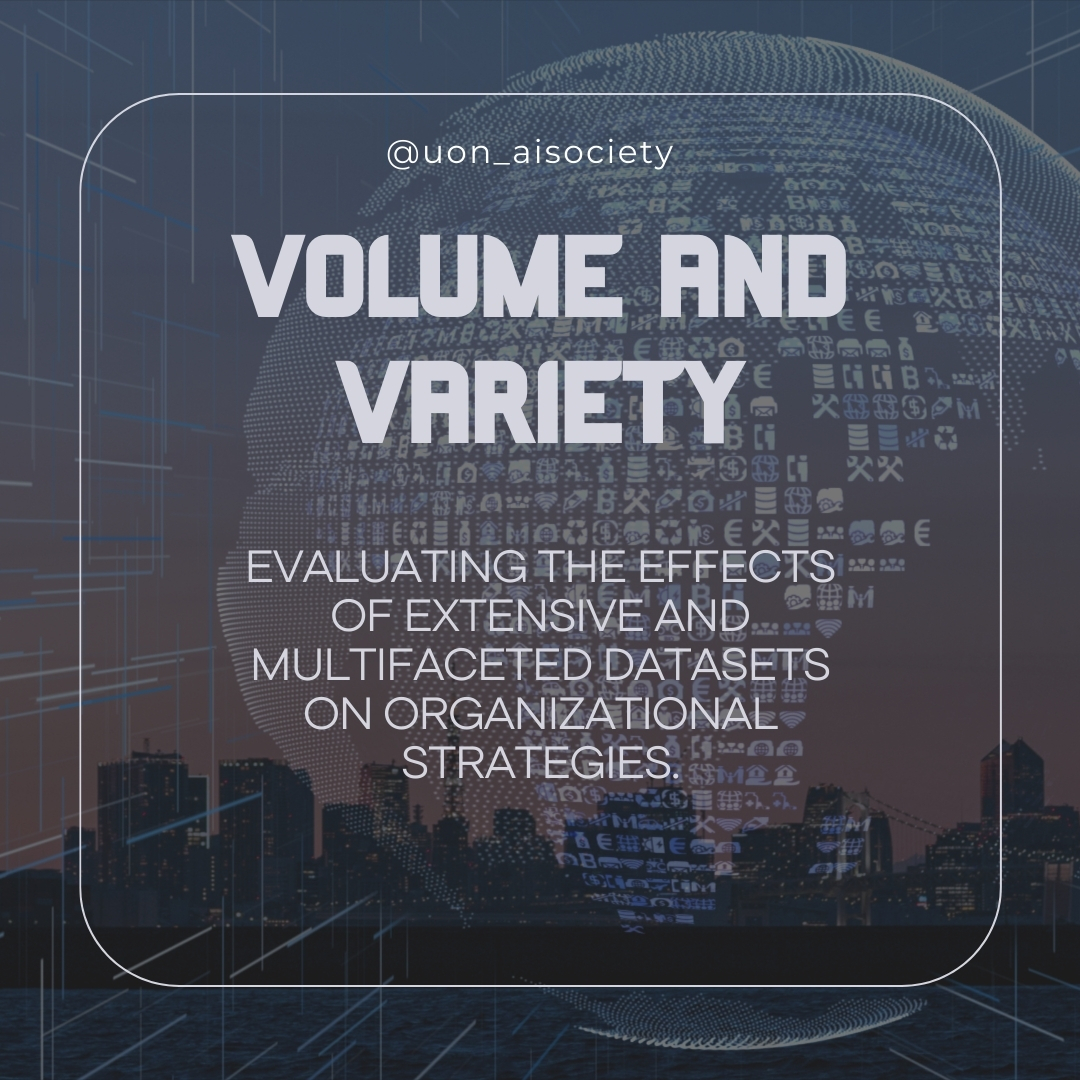 @uon_aisociety
VOLUME AND
VARIETY
EVALUATING THE EFFECTS
OF EXTENSIVE AND
MULTIFACETED DATASETS
ON ORGANIZATIONAL
STRATEGIES.